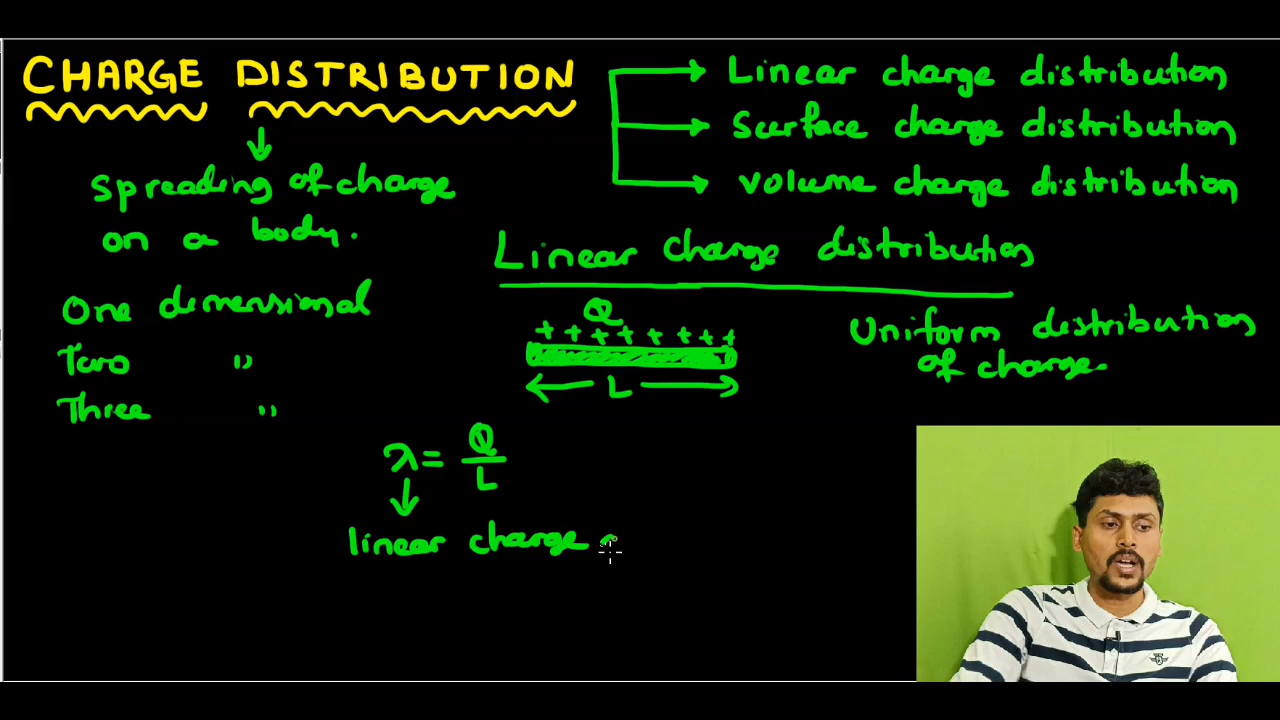 CHARGE DISTRIBUTION
Linear charge distribution
Surface charge distribution
volume charge distribution
Spreading of charge
on a body.
One dimensional
Two "
Three "
Linear charge distribution
Q
+ + + + + + + +
L
Uniform distribution
of charge.
λ = Q/L
linear charge